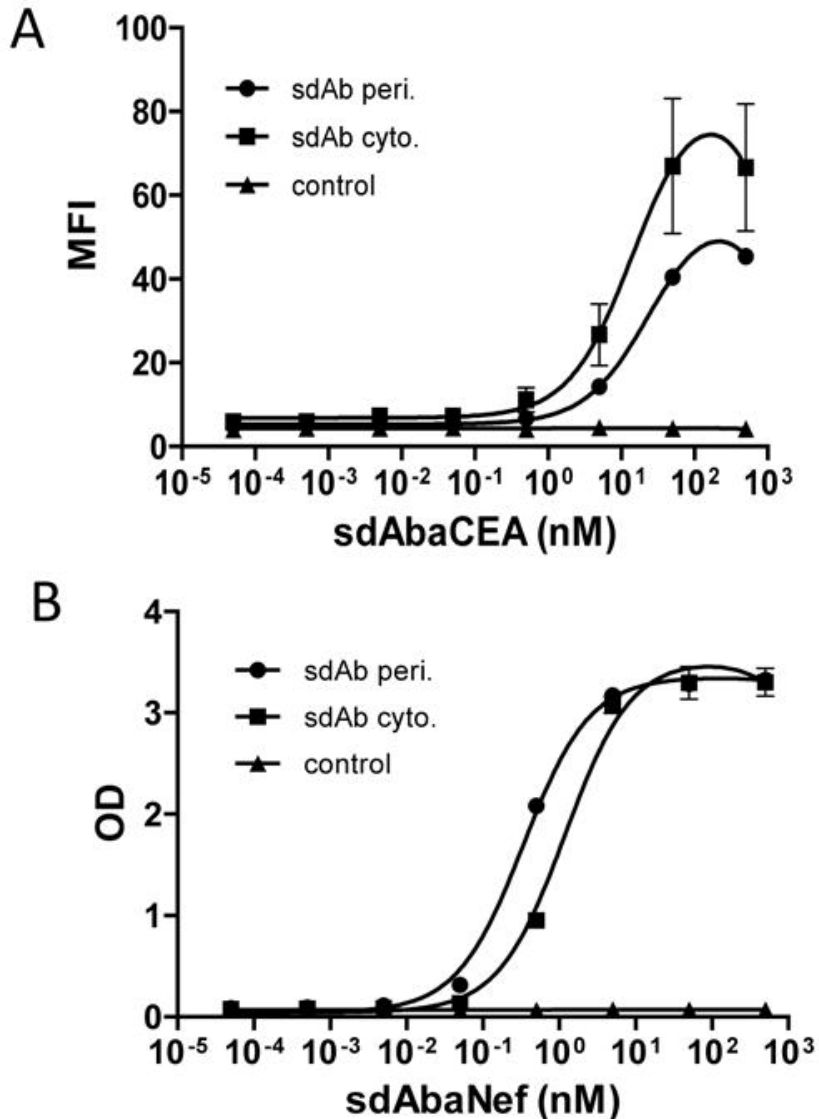 A
100
80
60
40
20
0
MFI
sdAb peri.
sdAb cyto.
control
10-5 10-4 10-3 10-2 10-1 100 101 102 103
sdAbaCEA (nM)
B
4
3
2
1
0
OD
sdAb peri.
sdAb cyto.
control
10-5 10-4 10-3 10-2 10-1 100 101 102 103
sdAbaNef (nM)